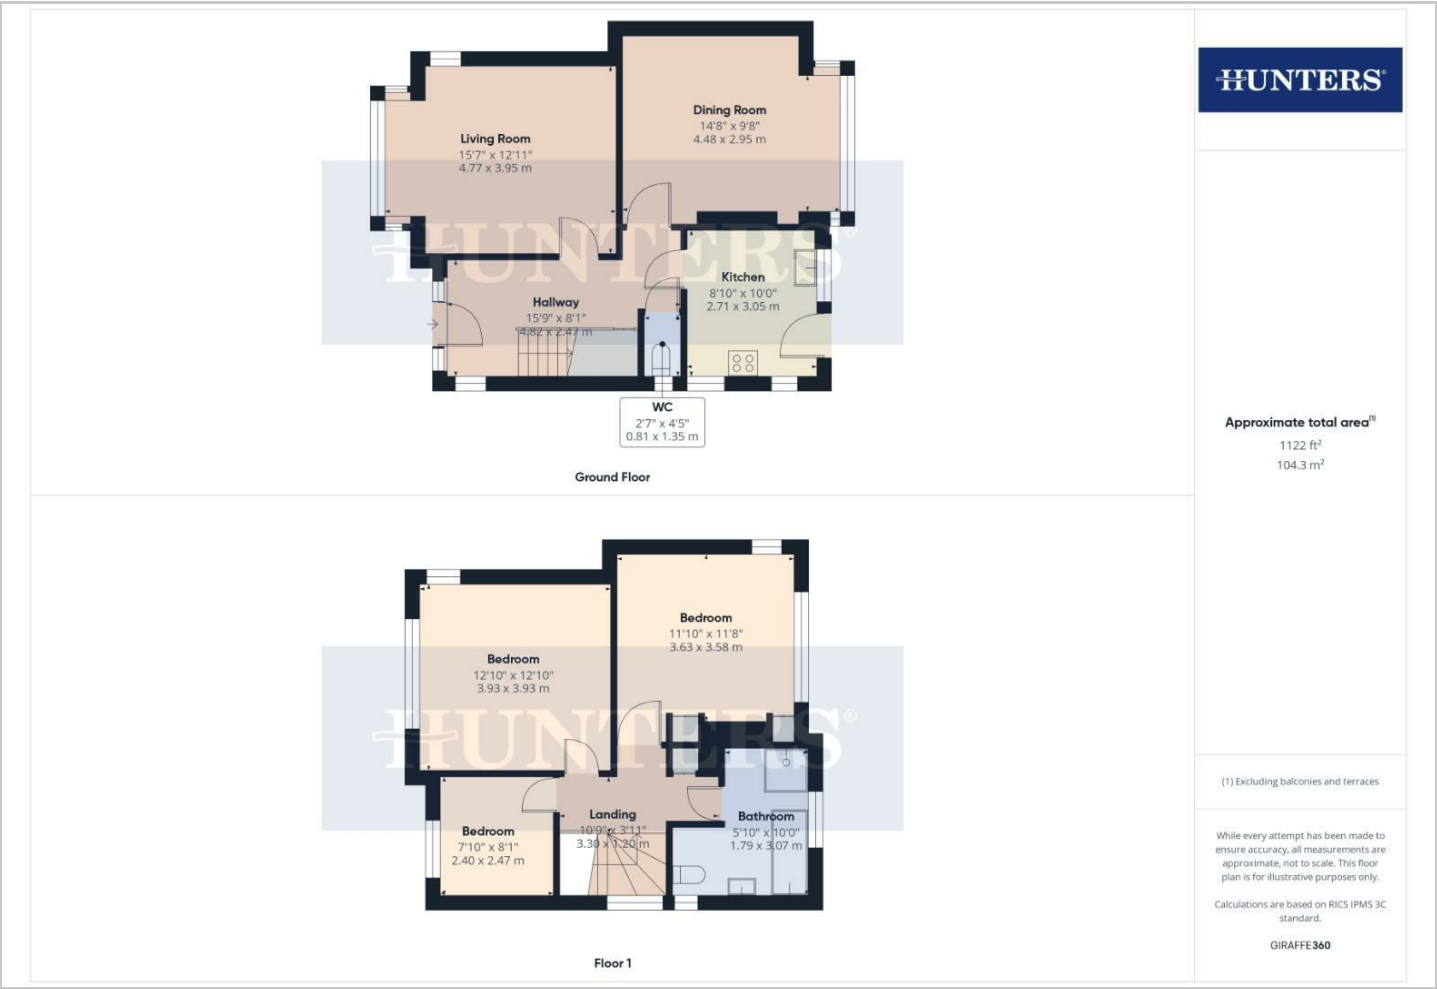 HUNTERS®
Dining Room
14'8" x 9'8"
4.48 x 2.95 m
Living Room
15'7" x 12'11"
4.77 x 3.95 m
HUNTERS®
Kitchen
8'10" x 10'0"
2.71 x 3.05 m
Hallway
15'9" x 8'1"
4.82 x 2.47 m
WC
2'7" x 4'5"
0.81 x 1.35 m
Ground Floor
Approximate total area(1)
1122 ft²
104.3 m²
Bedroom
11'10" x 11'8"
3.63 x 3.58 m
Bedroom
12'10" x 12'10"
3.93 x 3.93 m
HUNTERS®
Landing
10'9" x 3'11"
3.30 x 1.20 m
Bathroom
5'10" x 10'0"
1.79 x 3.07 m
Bedroom
7'10" x 8'1"
2.40 x 2.47 m
Floor 1
(1) Excluding balconies and terraces
While every attempt has been made to
ensure accuracy, all measurements are
approximate, not to scale. This floor
plan is for illustrative purposes only.
Calculations are based on RICS IPMS 3C
standard.
GIRAFFE360